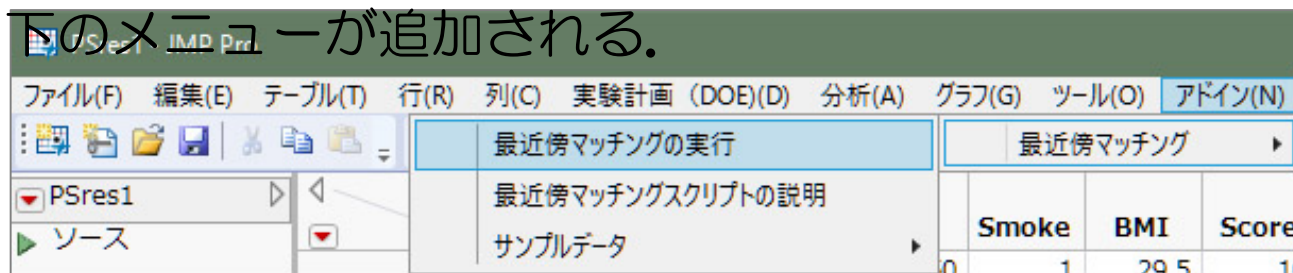 下のメニューが追加される.
PSres1 - JMP Pro
ファイル(F) 編集(E) テーブル(T) 行(R) 列(C) 実験計画（DOE)(D) 分析(A) グラフ(G) ツール(O) アドイン(N)
最近傍マッチングの実行 最近傍マッチング
PSres1 最近傍マッチングスクリプトの説明
ソース サンプルデータ Smoke BMI Score
1 29.5